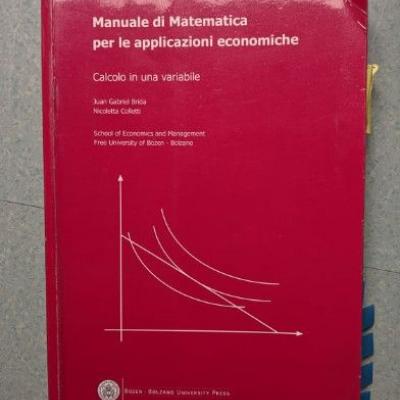 Manuale di Matematica
per le applicazioni economiche
Calcolo in una variabile
Juan Gabriel Brida
Nicoletta Colletti
School of Economics and Management
Free University of Bozen - Bolzano
Bozen - Bolzano University Press